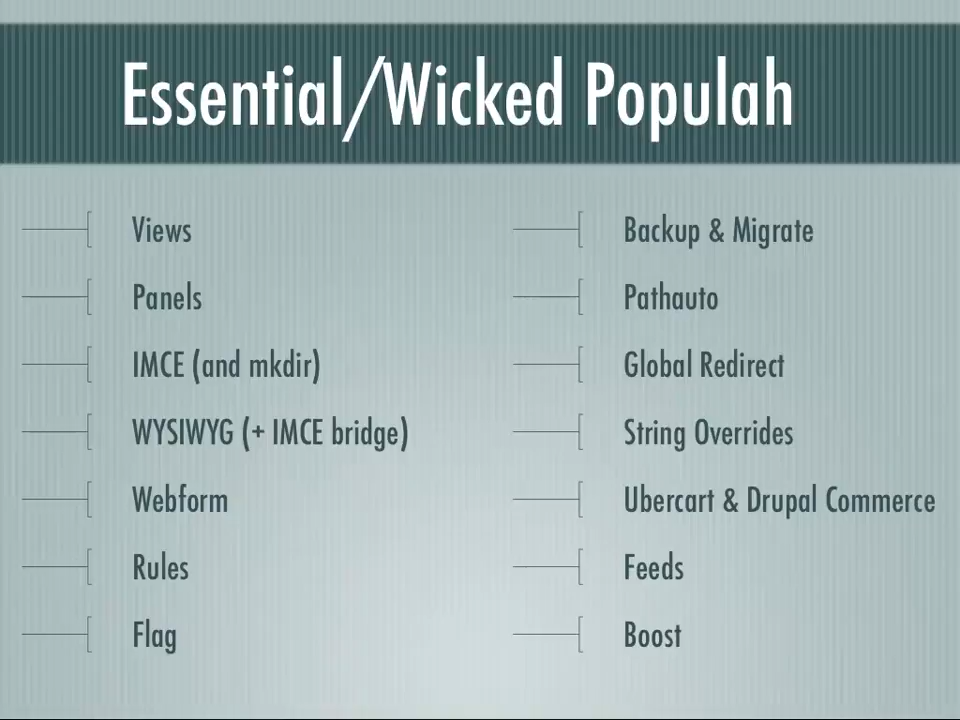 Essential/Wicked Populah
Views
Panels
IMCE (and mkdir)
WYSIWYG (+ IMCE bridge)
Webform
Rules
Flag
Backup & Migrate
Pathauto
Global Redirect
String Overrides
Ubercart & Drupal Commerce
Feeds
Boost